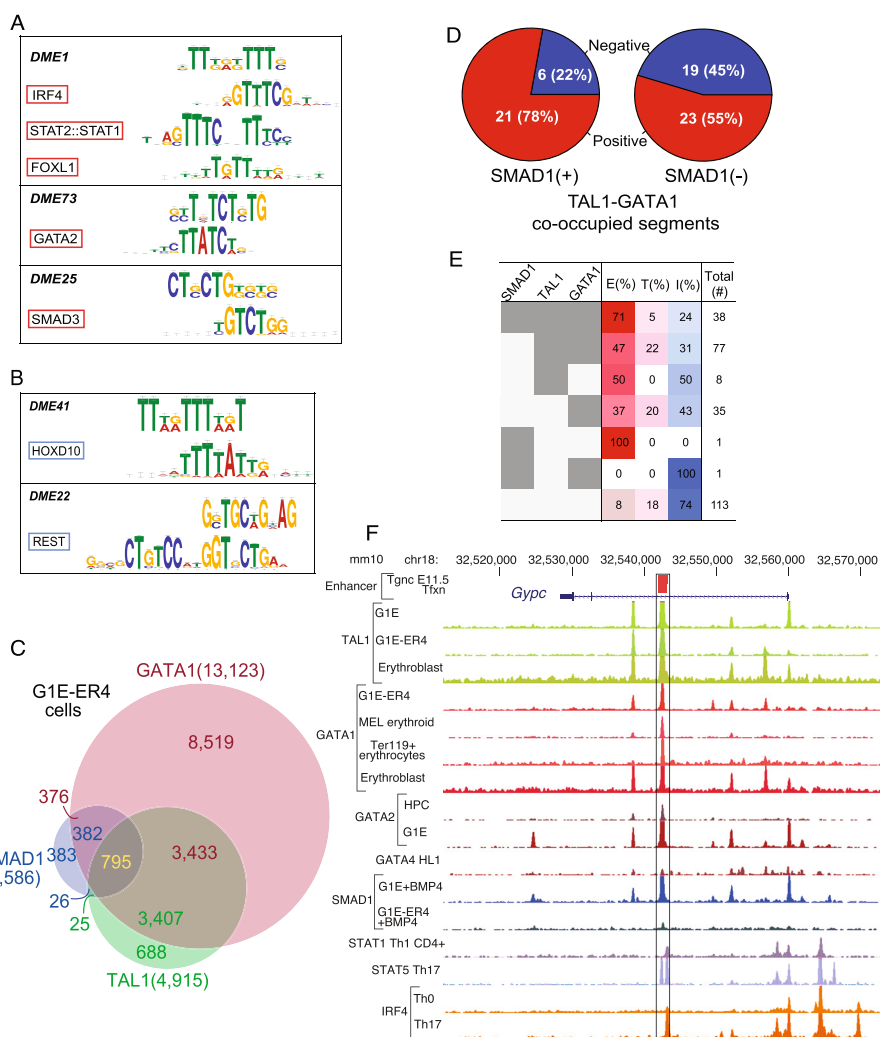 A
DME1
IRF4
STAT2::STAT1
FOXL1
DME73
GATA2
DME25
SMAD3
B
DME41
HOXD10
DME22
REST
C
G1E-ER4
cells
GATA1(13,123)
8,519
376
382
383
MAD1
,586)
795
3,433
26
25
3,407
688
TAL1(4,915)
D
Negative
6 (22%)
21 (78%)
19 (45%)
23 (55%)
Positive
SMAD1(+)
SMAD1(-)
TAL1-GATA1
co-occupied segments
E
SMAD1 TAL1 GATA1 E(%) T(%) I(%) Total (#)
71 5 24 38
47 22 31 77
50 0 50 8
37 20 43 35
100 0 0 1
0 0 100 1
8 18 74 113
F
mm10 chr18: 32,520,000 32,530,000 32,540,000 32,550,000 32,560,000 32,570,000
Enhancer Tgnc E11.5
Tfxn
Gypc
TAL1
G1E
G1E-ER4
Erythroblast
GATA1
G1E-ER4
MEL erythroid
Ter119+
erythrocytes
Erythroblast
GATA2
HPC
G1E
GATA4 HL1
SMAD1
G1E+BMP4
G1E-ER4
+BMP4
STAT1 Th1 CD4+
STAT5 Th17
IRF4
Th0
Th17